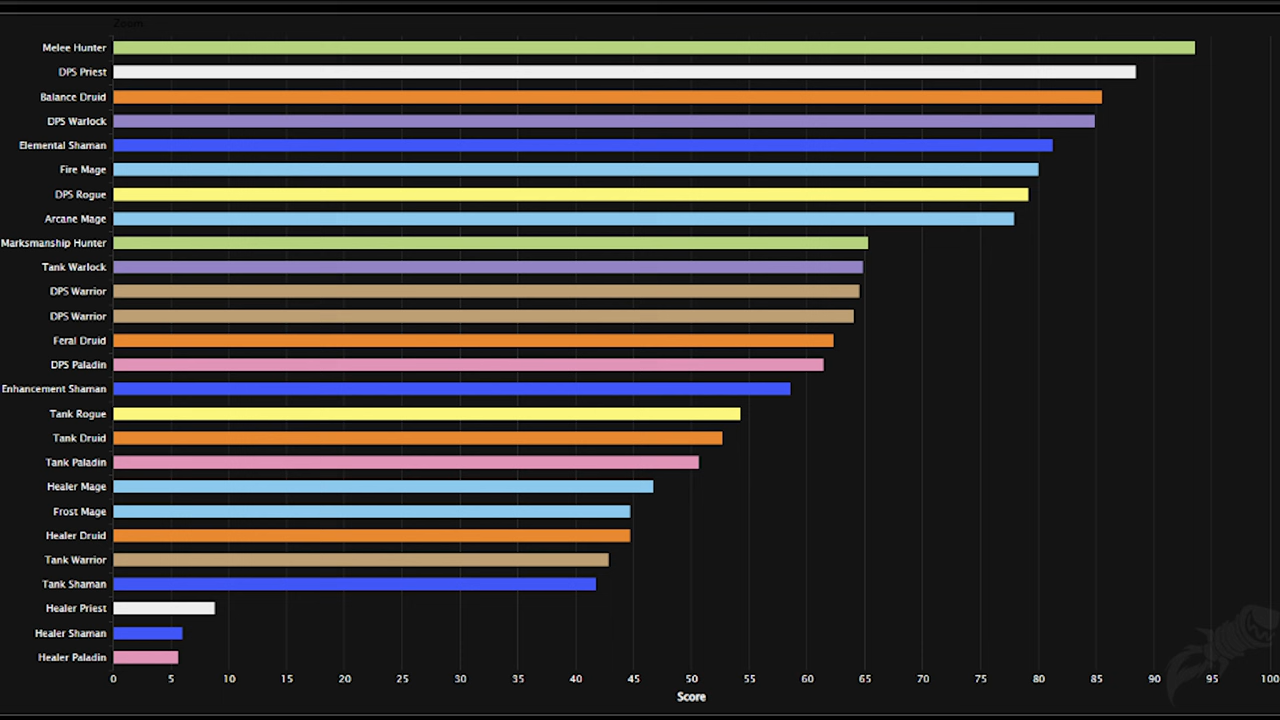 Zoom
Melee Hunter
DPS Priest
Balance Druid
DPS Warlock
Elemental Shaman
Fire Mage
DPS Rogue
Arcane Mage
Marksmanship Hunter
Tank Warlock
DPS Warrior
DPS Warrior
Feral Druid
DPS Paladin
Enhancement Shaman
Tank Rogue
Tank Druid
Tank Paladin
Healer Mage
Frost Mage
Healer Druid
Tank Warrior
Tank Shaman
Healer Priest
Healer Shaman
Healer Paladin
0 5 10 15 20 25 30 35 40 45 50 55 60 65 70 75 80 85 90 95 100
Score